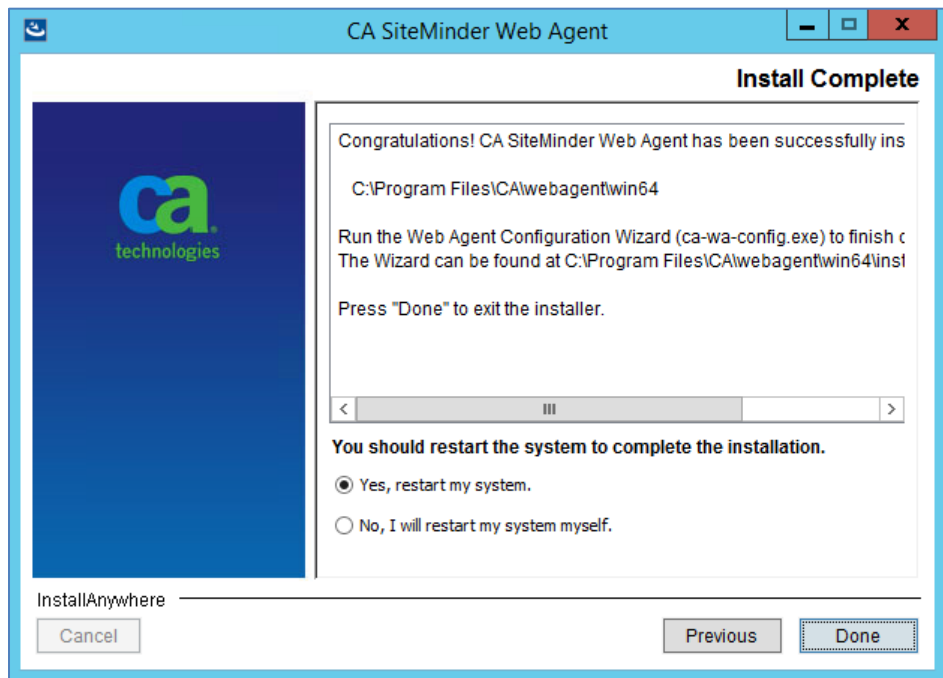 CA SiteMinder Web Agent
Install Complete
ca
technologies
Congratulations! CA SiteMinder Web Agent has been successfully ins
C:\Program Files\CA\webagent\win64
Run the Web Agent Configuration Wizard (ca-wa-config.exe) to finish c
The Wizard can be found at C:\Program Files\CA\webagent\win64\inst
Press "Done" to exit the installer.
You should restart the system to complete the installation.
Yes, restart my system.
No, I will restart my system myself.
InstallAnywhere
Cancel
Previous
Done